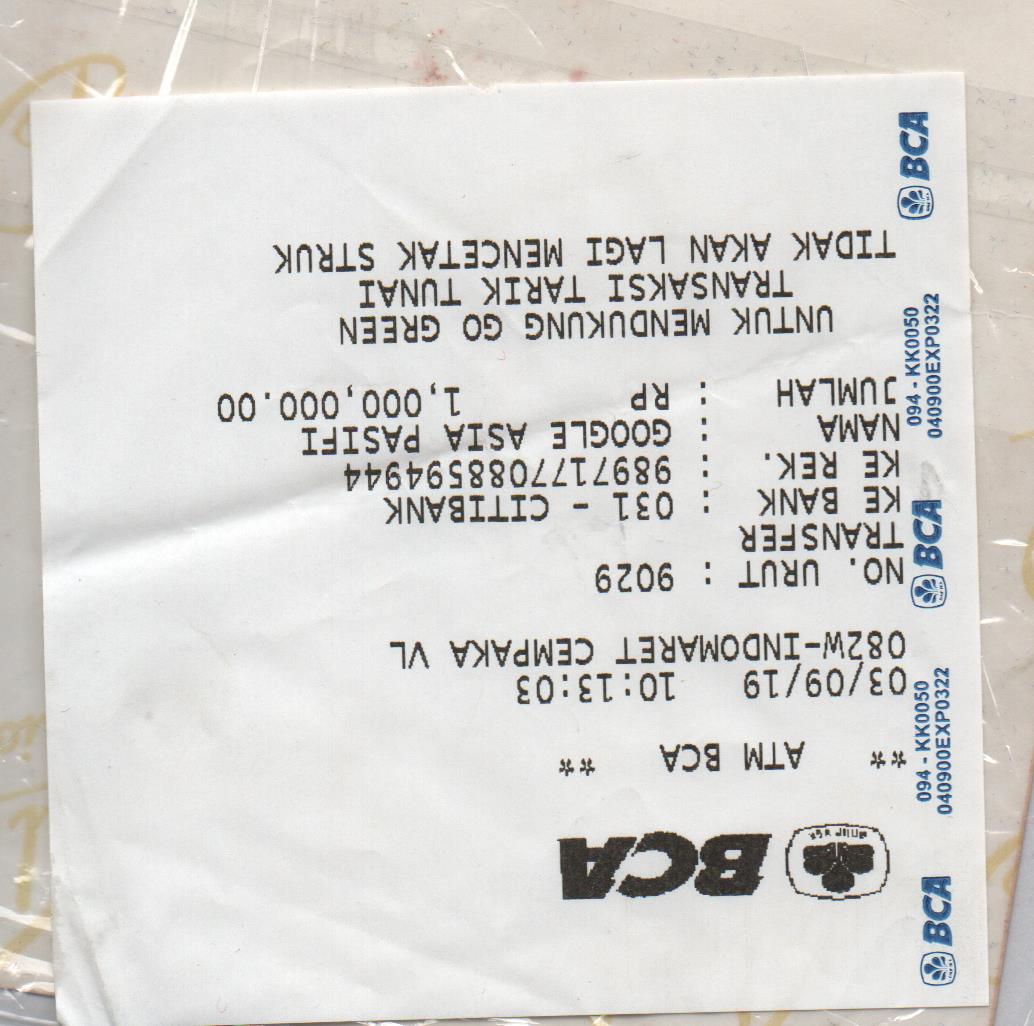 BCA
** ATM BCA **
03/09/19 10:13:03
082W-INDOMARET CEMPAKA VL
NO. URUT : 9029
TRANSFER
KE BANK : 031 - CITIBANK
KE REK. : 9897177088594944
NAMA : GOOGLE ASIA PASIFI
JUMLAH : RP 1,000,000.00
UNTUK MENDUKUNG GO GREEN
TRANSAKSI TARIK TUNAI
TIDAK AKAN LAGI MENCETAK STRUK
BCA
094 - KK0050
040900EXP0322
BCA
094 - KK0050
040900EXP0322
BCA